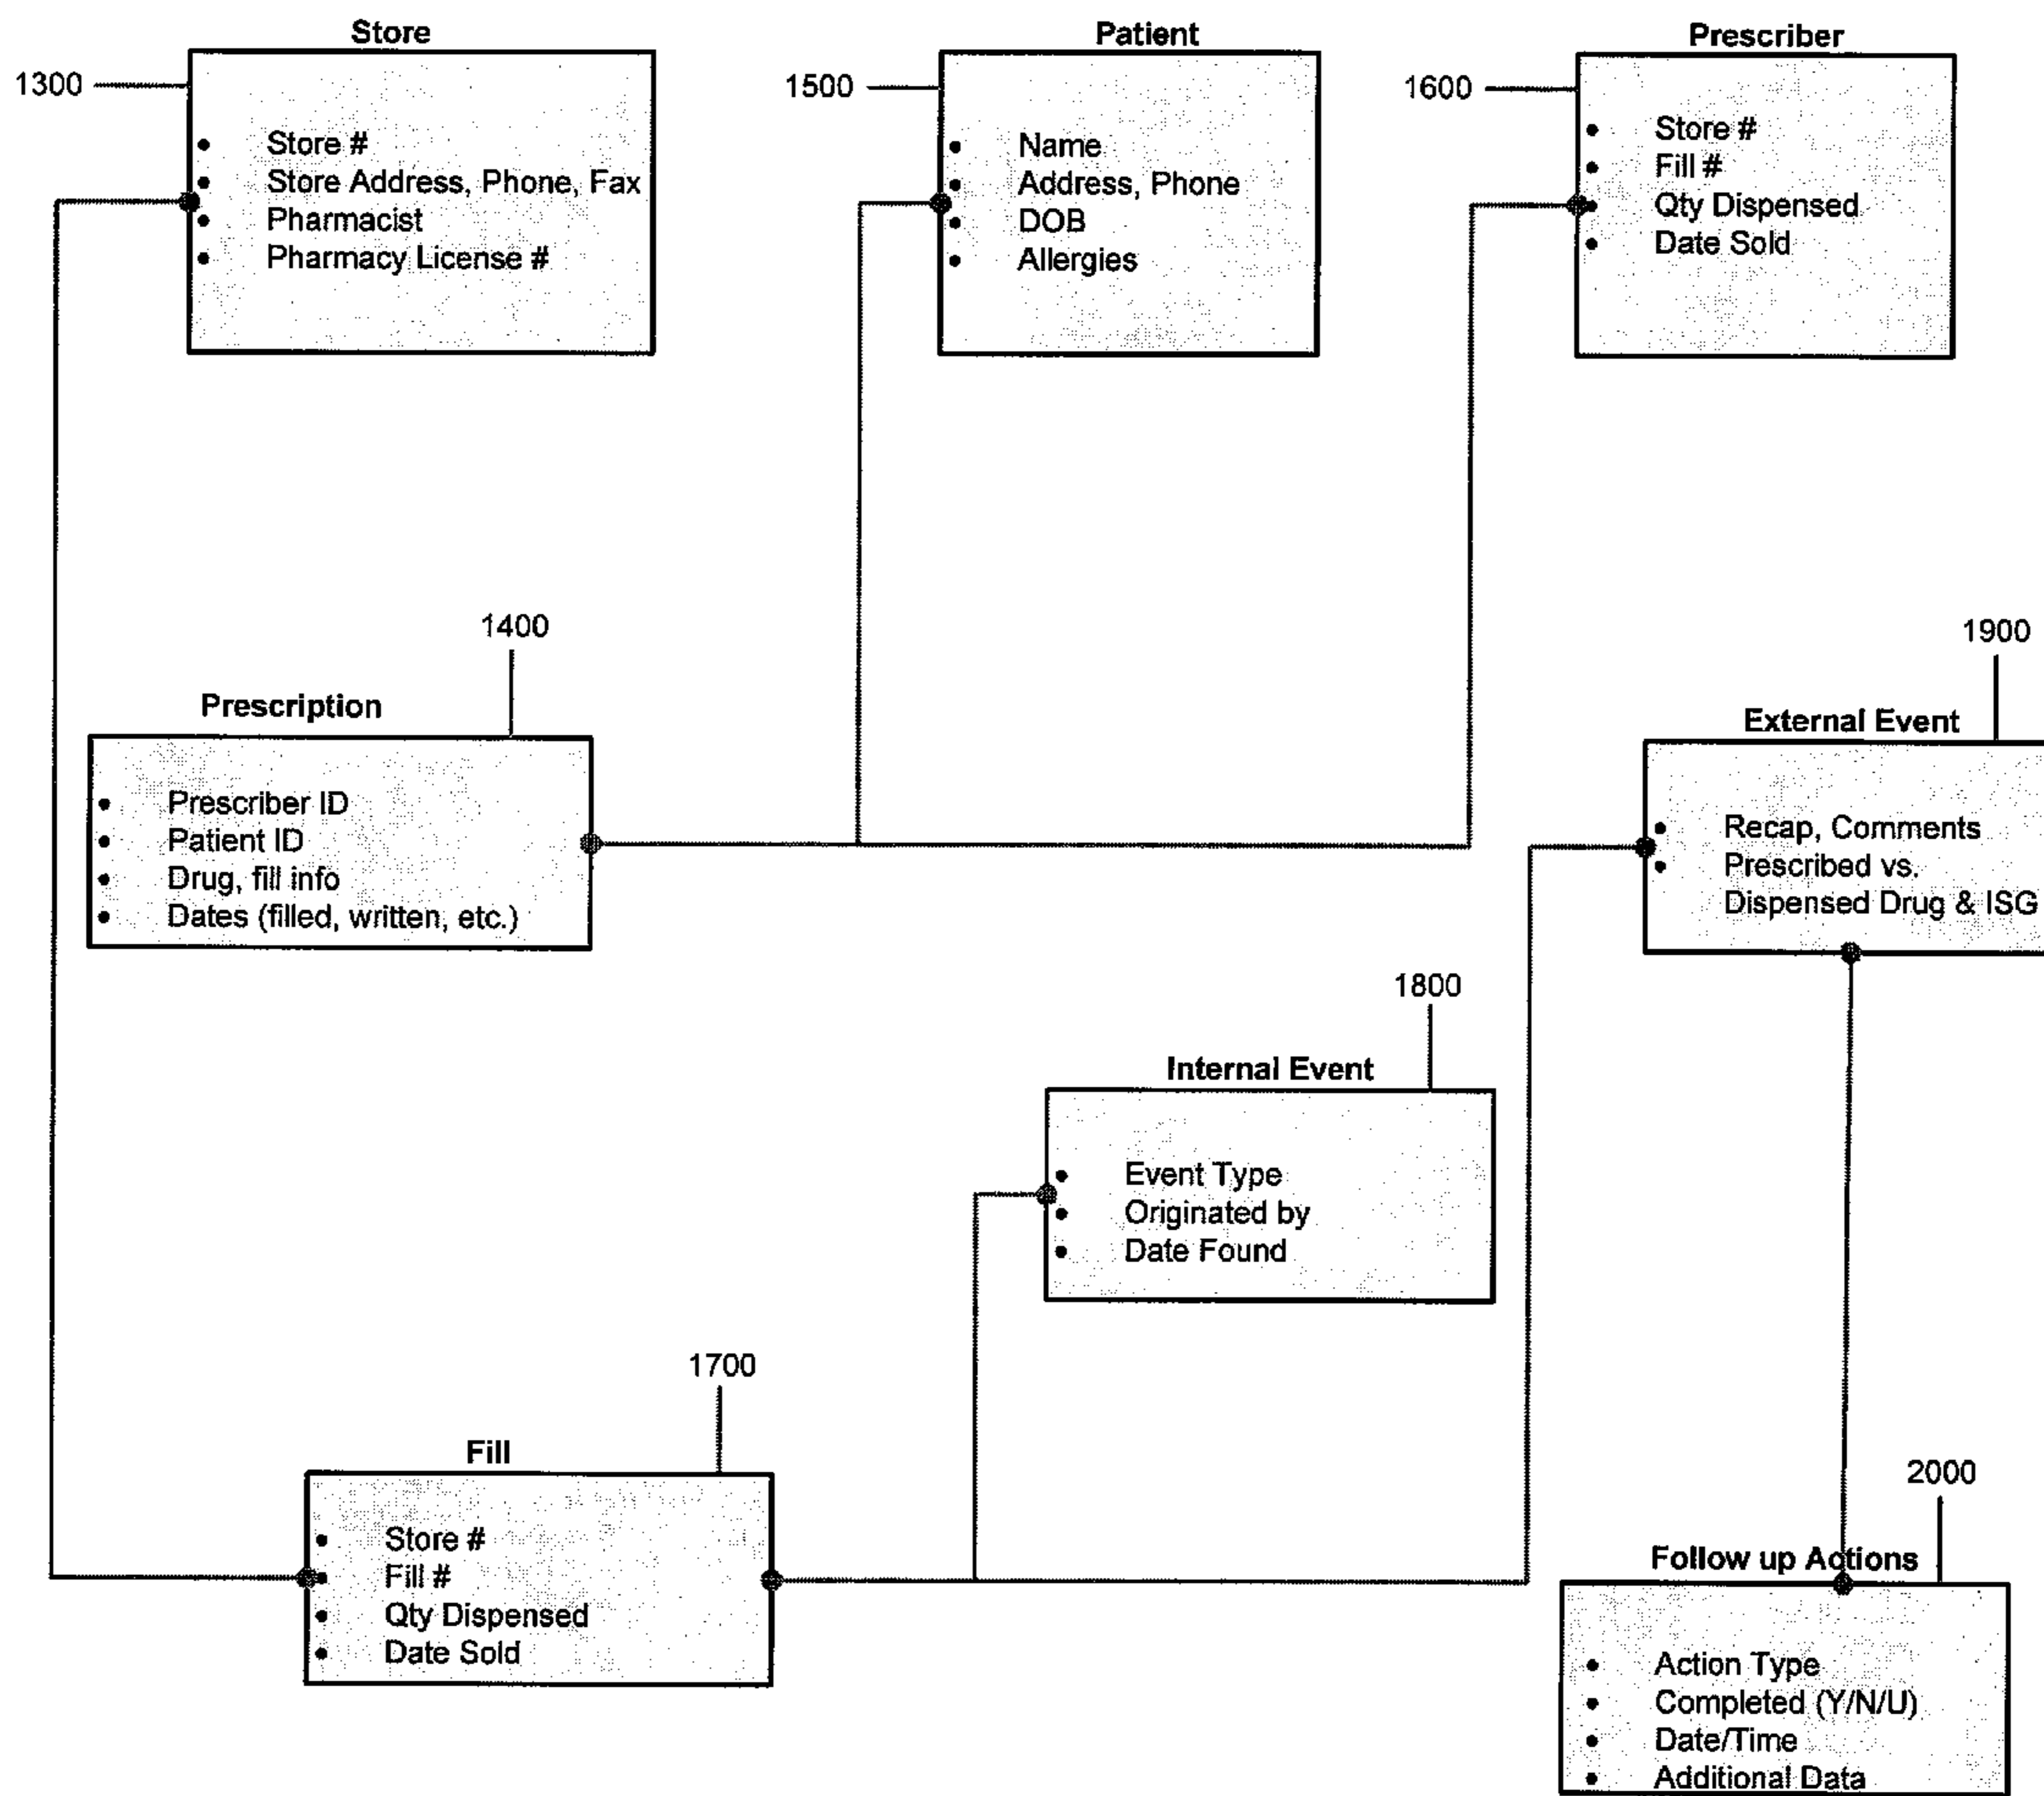 Store
1300
• Store #
• Store Address, Phone, Fax
• Pharmacist
• Pharmacy License #
Patient
1500
• Name
• Address, Phone
• DOB
• Allergies
Prescriber
1600
• Store #
• Fill #
• Qty Dispensed
• Date Sold
1400
Prescription
• Prescriber ID
• Patient ID
• Drug, fill info
• Dates (filled, written, etc.)
1900
External Event
• Recap, Comments
• Prescribed vs.
Dispensed Drug & ISG
1800
Internal Event
• Event Type
• Originated by
• Date Found
1700
Fill
• Store #
• Fill #
• Qty Dispensed
• Date Sold
2000
Follow up Actions
• Action Type
• Completed (Y/N/U)
• Date/Time
• Additional Data